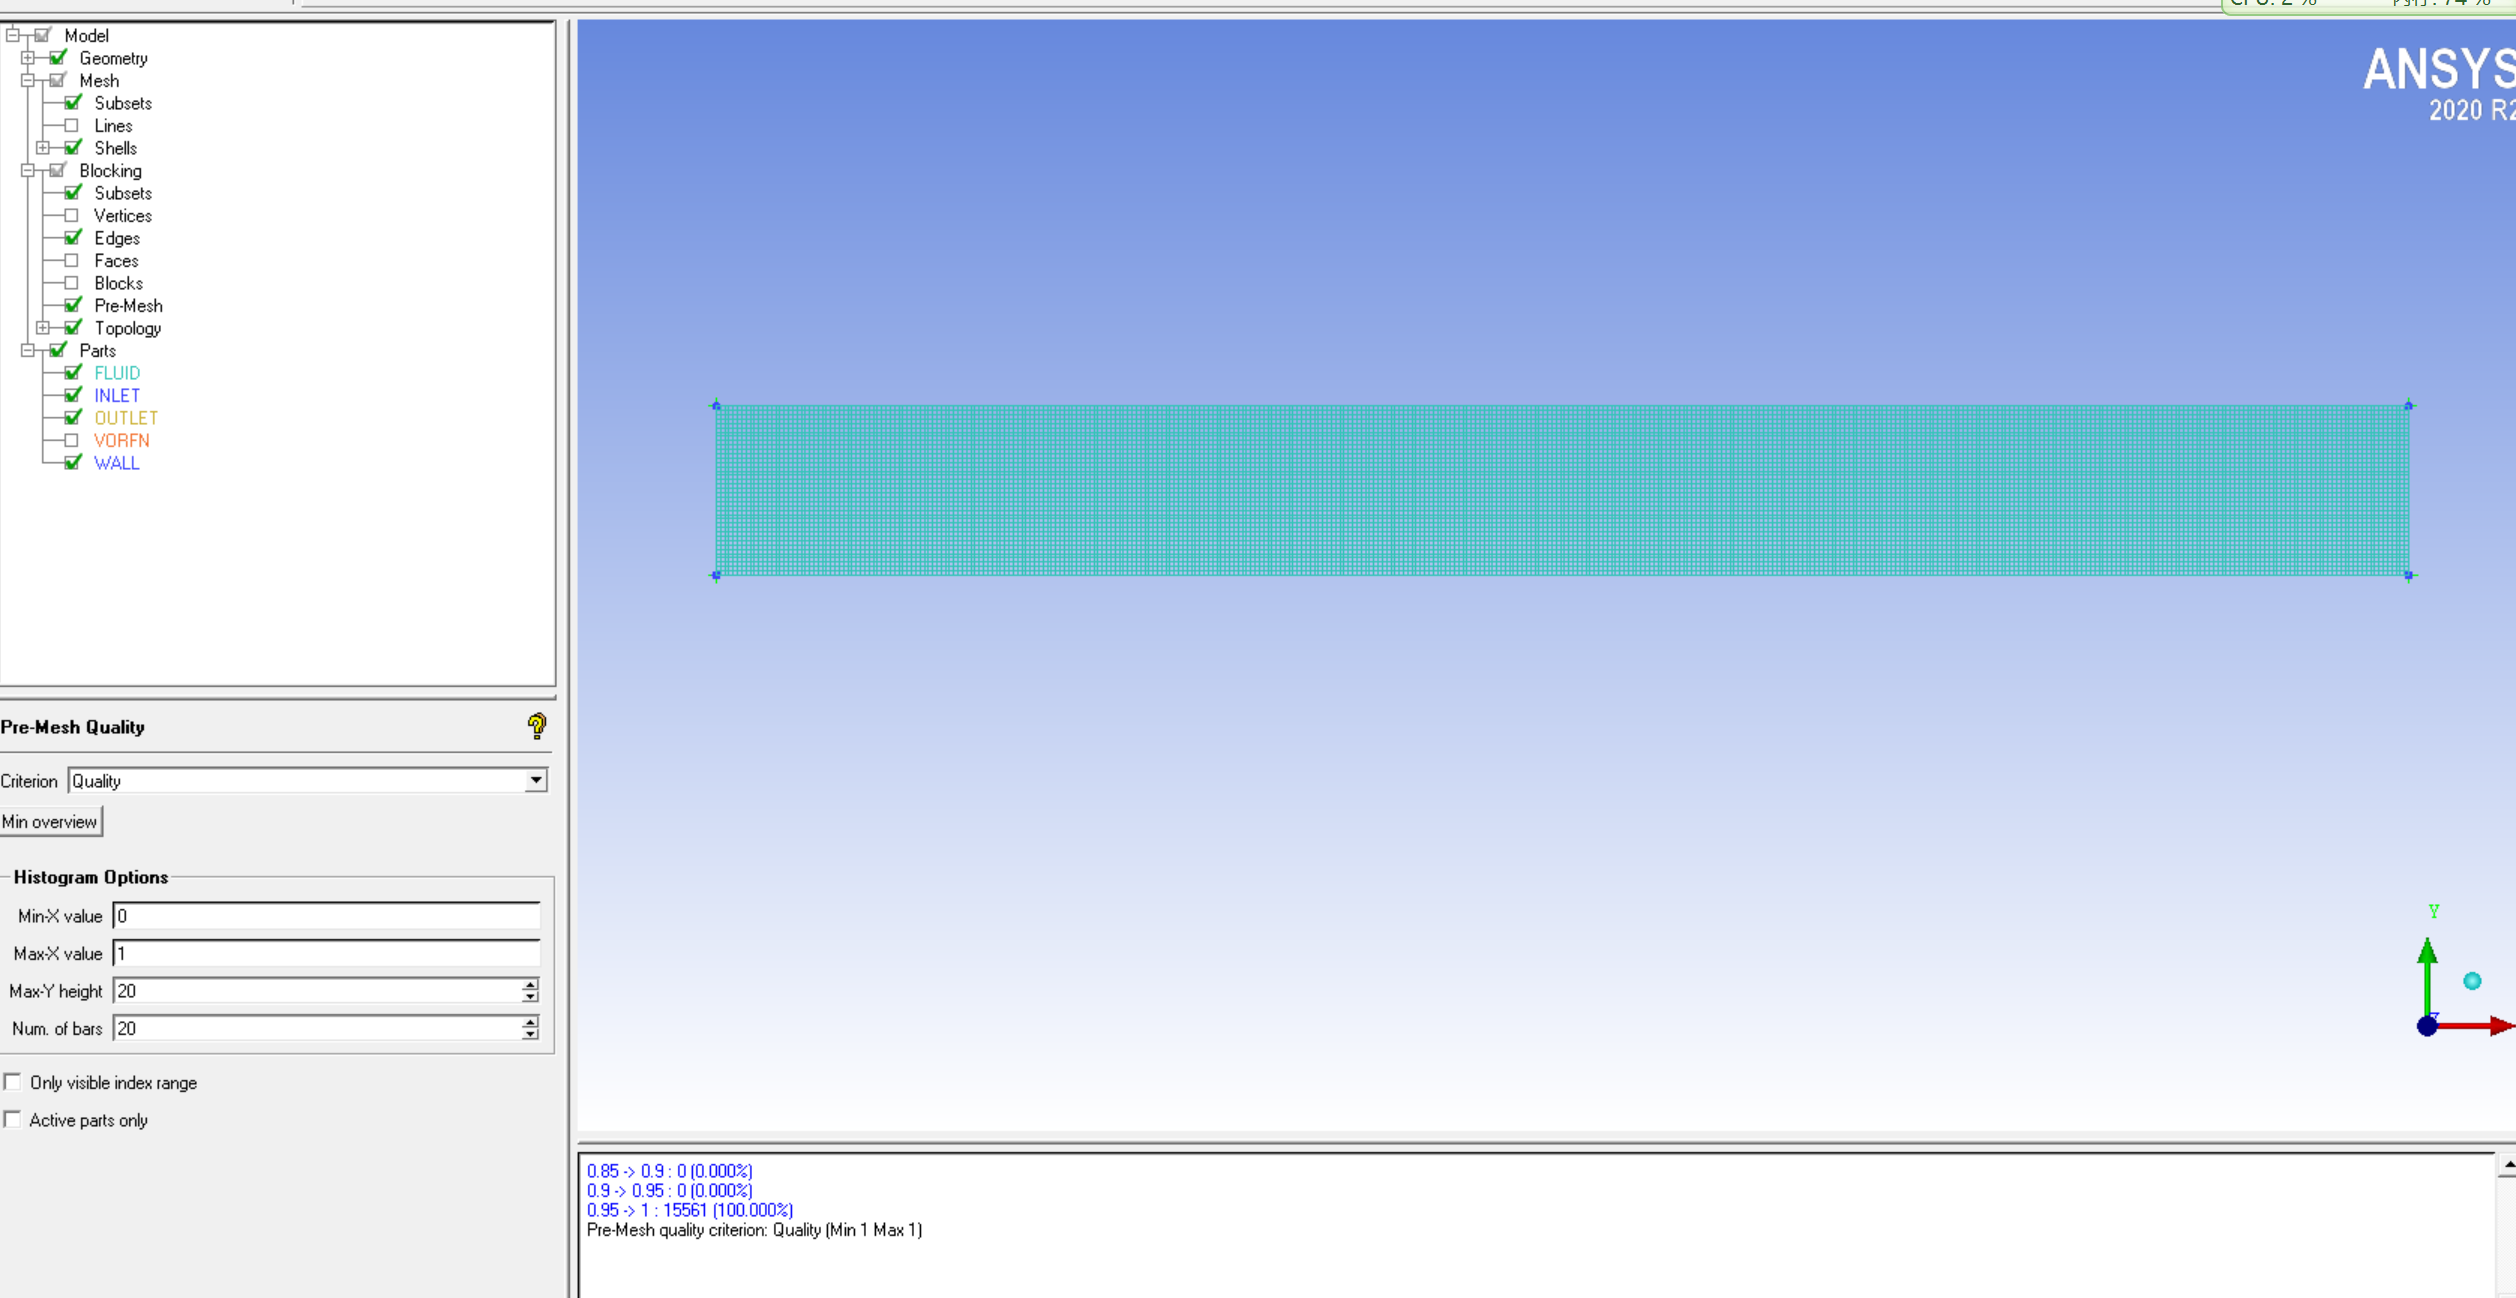 Model
Geometry
Mesh
Subsets
Lines
Shells
Blocking
Subsets
Vertices
Edges
Faces
Blocks
Pre-Mesh
Topology
Parts
FLUID
INLET
OUTLET
VORFN
WALL
Pre-Mesh Quality
Criterion Quality
Min overview
Histogram Options
Min-X value 0
Max-X value 1
Max-Y height 20
Num. of bars 20
Only visible index range
Active parts only
ANSYS
2020 R2
Y
0.85 -> 0.9 : 0 (0.000%)
0.9 -> 0.95 : 0 (0.000%)
0.95 -> 1 : 15561 (100.000%)
Pre-Mesh quality criterion: Quality (Min 1 Max 1)